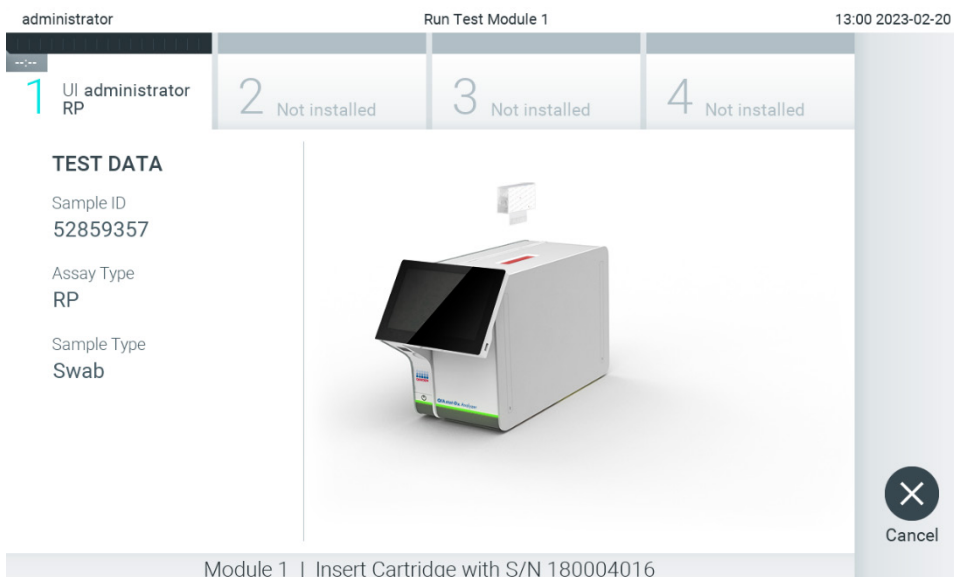 administrator
Run Test Module 1
13:00 2023-02-20
--:--
1 UI administrator
RP
2 Not installed
3 Not installed
4 Not installed
TEST DATA
Sample ID
52859357
Assay Type
RP
Sample Type
Swab
Cancel
Module 1 | Insert Cartridge with S/N 180004016